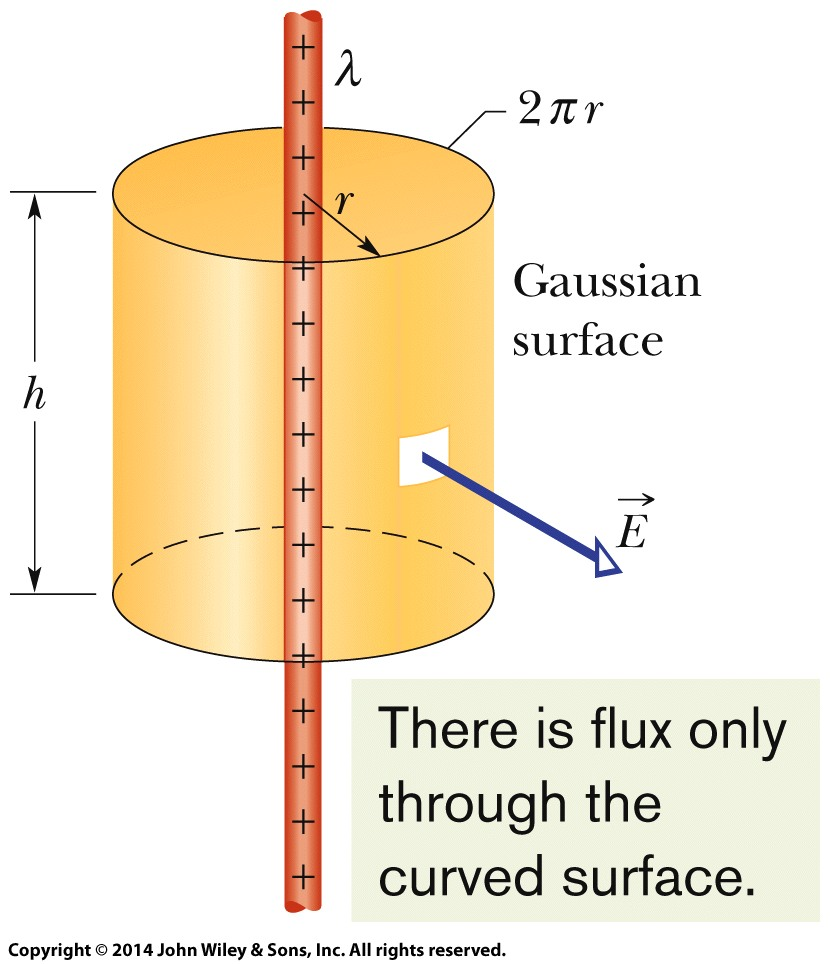 λ
2πr
r
Gaussian
surface
h
E⃗
There is flux only
through the
curved surface.
Copyright © 2014 John Wiley & Sons, Inc. All rights reserved.